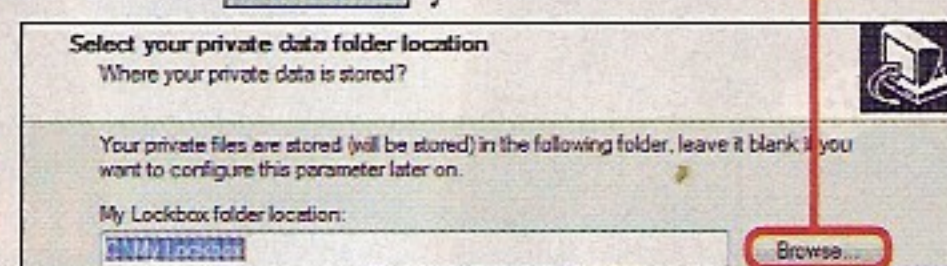 Select your private data folder location
Where your private data is stored?
Your private files are stored (will be stored) in the following folder, leave it blank if you
want to configure this parameter later on.
My Lockbox folder location:
Browse...